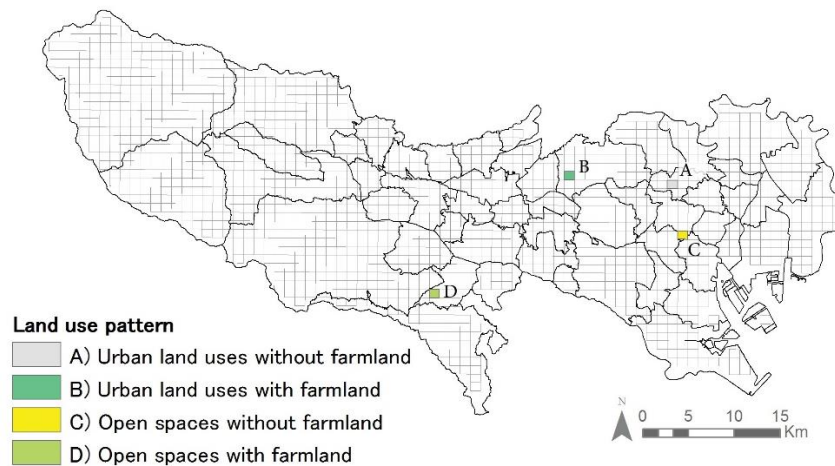 B
A
C
D
Land use pattern
A) Urban land uses without farmland
B) Urban land uses with farmland
C) Open spaces without farmland
D) Open spaces with farmland
N
0 5 10 15
Km